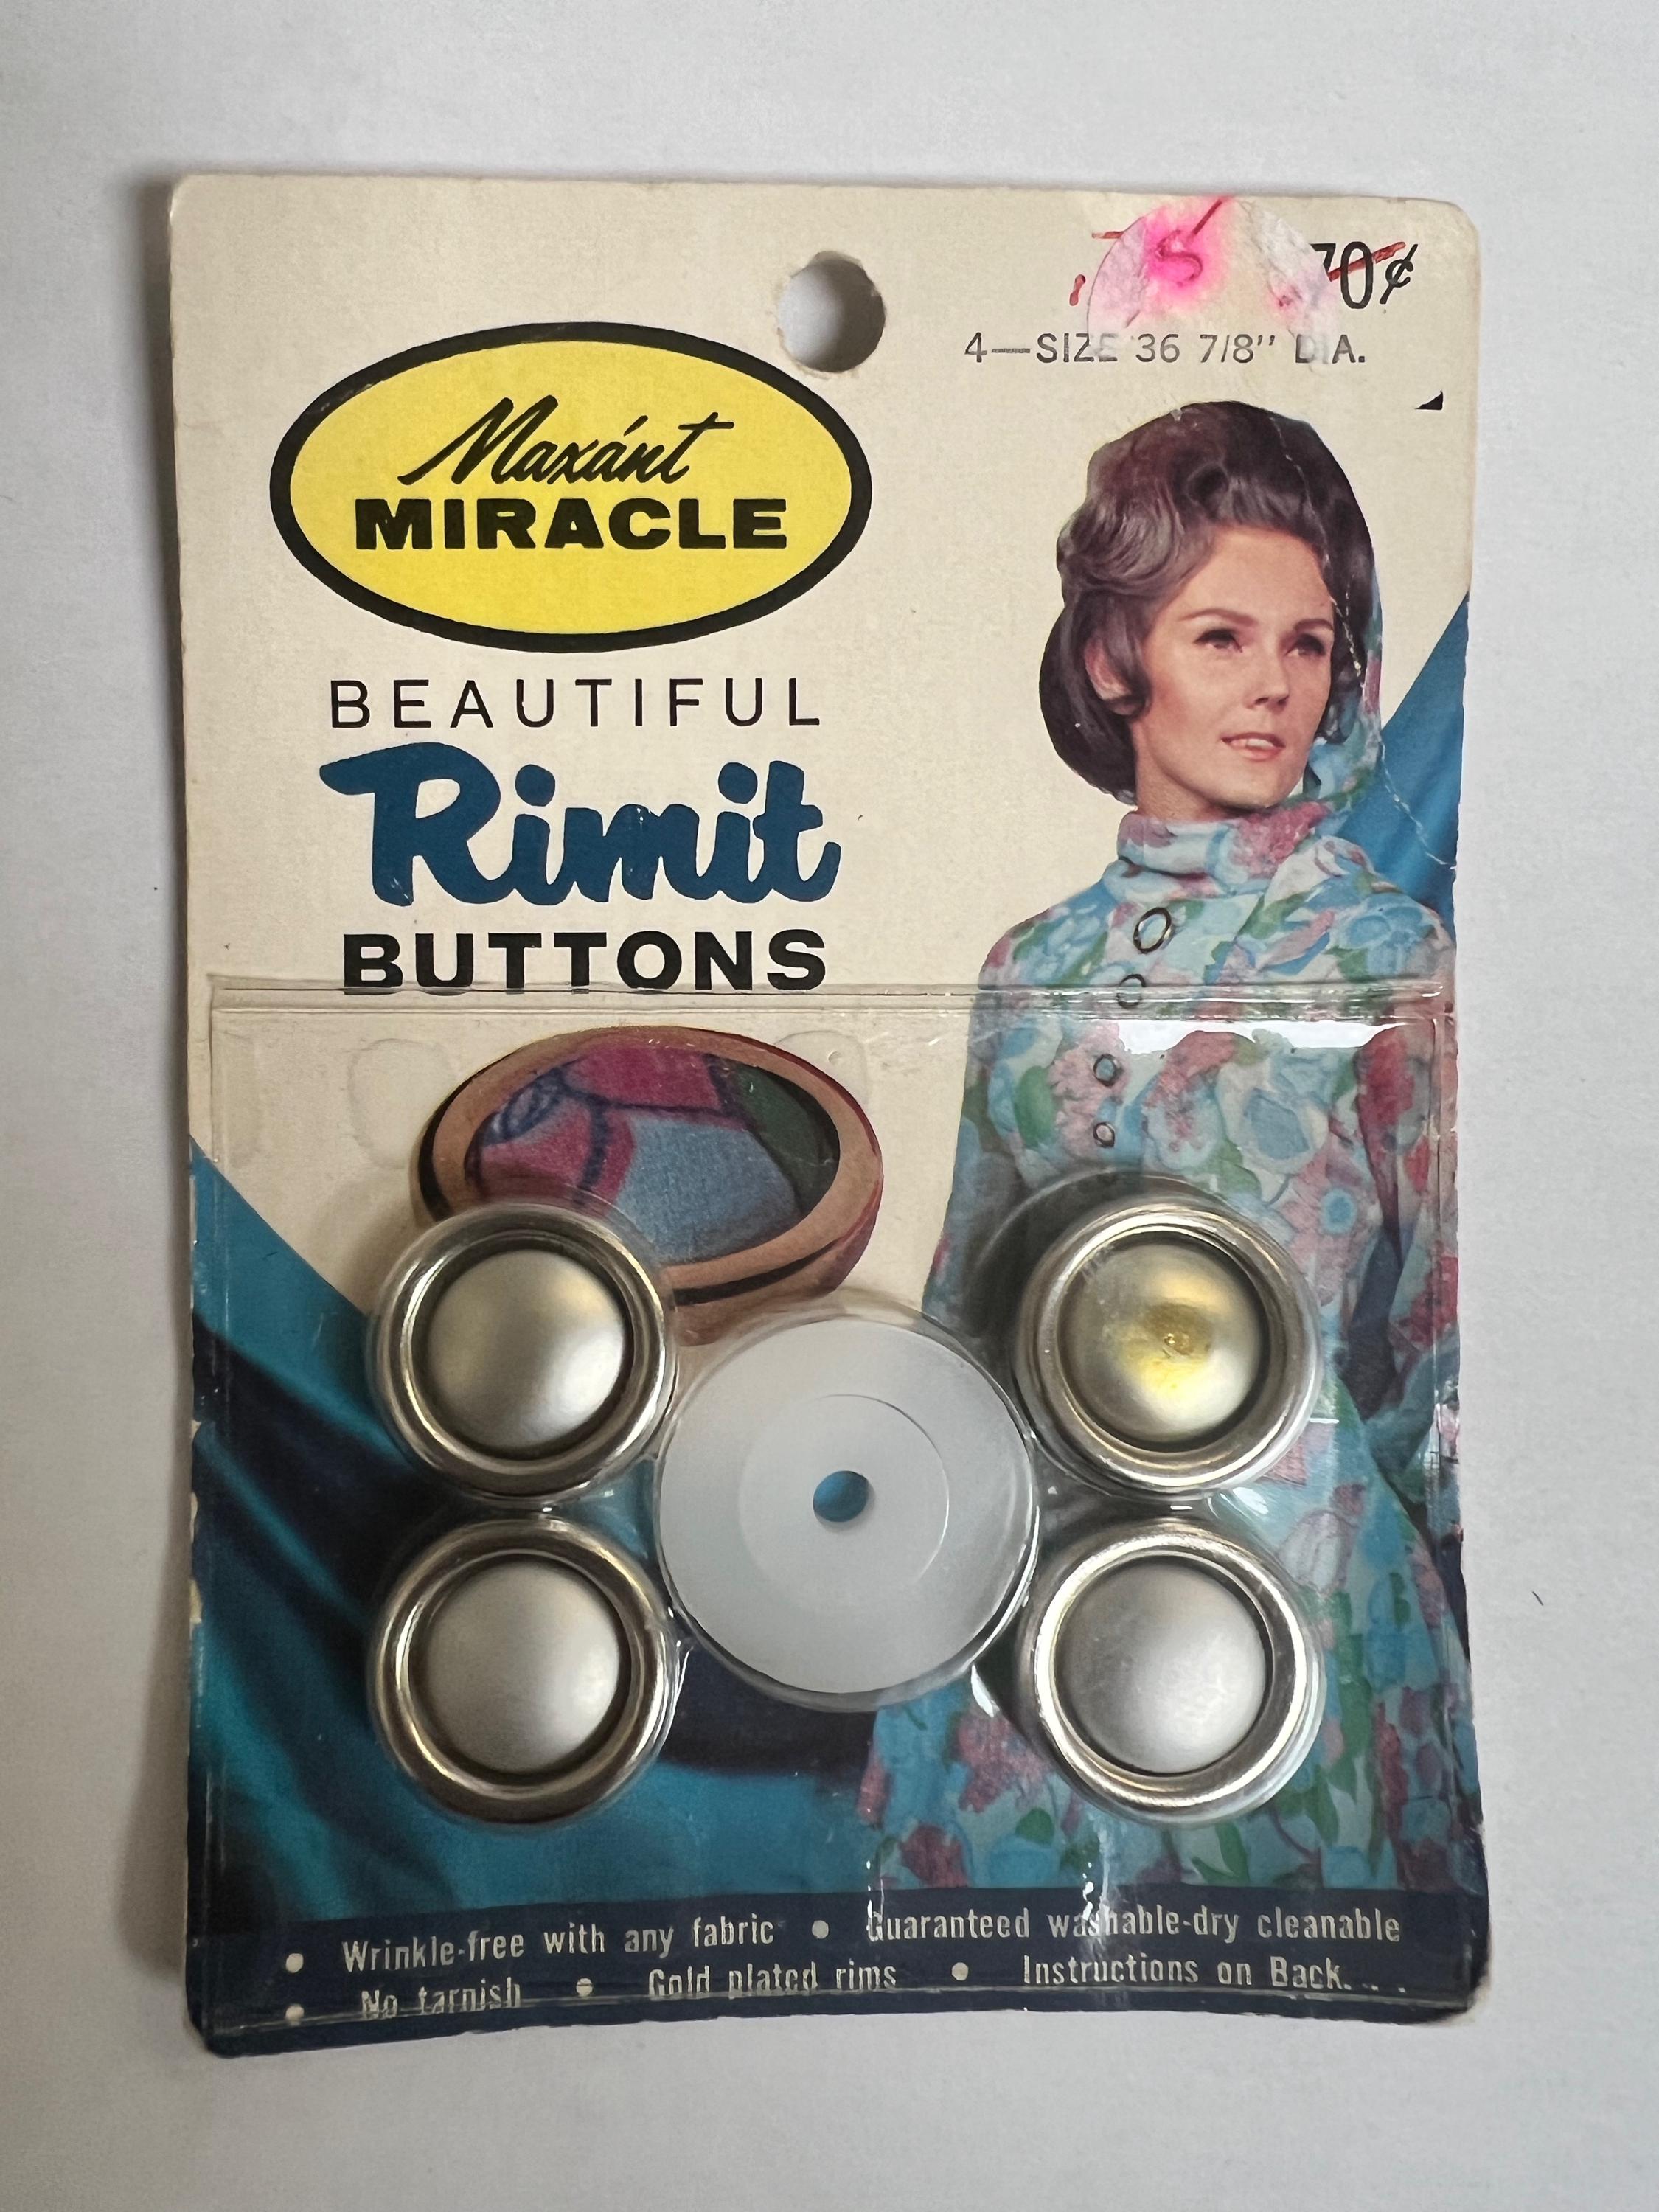 70¢
4—SIZE 36 7/8" DIA.
Maxánt
MIRACLE
BEAUTIFUL
Rimit
BUTTONS
• Wrinkle-free with any fabric • Guaranteed washable-dry cleanable
• No tarnish • Gold plated rims • Instructions on Back. . .